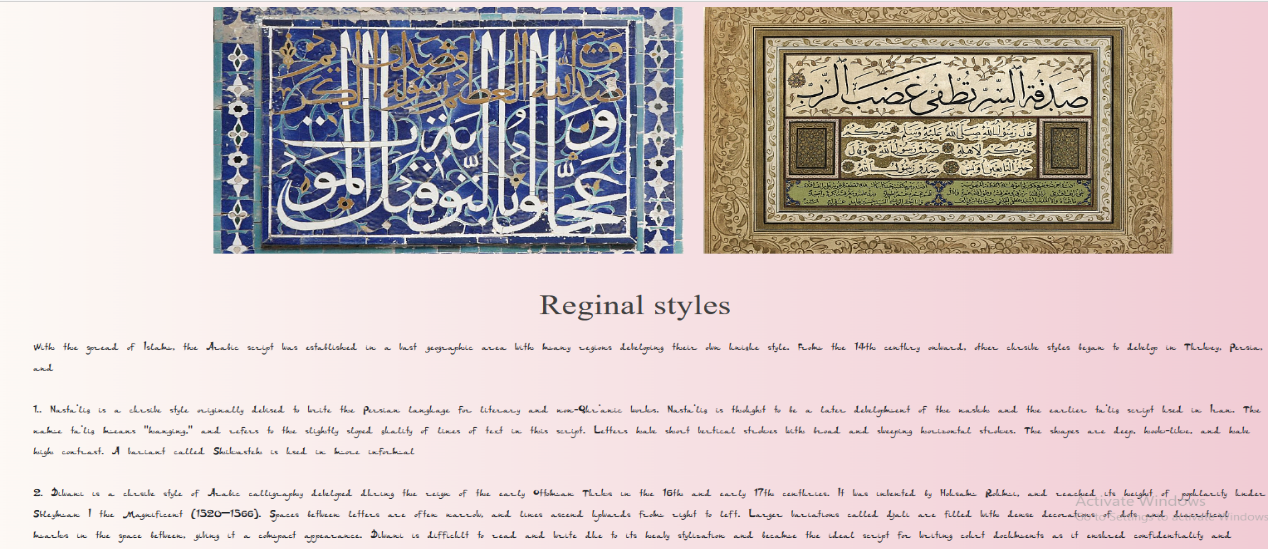 صدقة السر تطفئ غضب الرب
Reginal styles
With the spread of Islam, the Arabic script was established in a vast geographic area with many regions developing their own unique style. From the 14th century onward, other cursive styles began to develop in Turkey, Persia,
and
1.. Nasta'liq is a cursive style originally devised to write the Persian language for literary and non-Qur'anic works. Nasta'liq is thought to be a later development of the naskh and the earlier ta'liq script used in Iran. The
name ta'liq means "hanging," and refers to the slightly sloped quality of lines of text in this script. Letters have short vertical strokes with broad and sweeping horizontal strokes. The shapes are deep, hook-like, and have
high contrast. A variant called Shikasteh is used in more informal
2. Diwani is a cursive style of Arabic calligraphy developed during the reign of the early Ottoman Turks in the 16th and early 17th centuries. It was invented by Housam Roumi, and reached its height of popularity under
Süleyman I the Magnificent (1520–1566). Spaces between letters are often narrow, and lines ascend upwards from right to left. Larger variations called djali are filled with dense decorations of dots and diacritical
marks in the space between, giving it a compact appearance. Diwani is difficult to read and write due to its heavy stylization and became the ideal script for writing court documents as it ensured confidentiality and
Activate Windows
Go to Settings to activate Windows